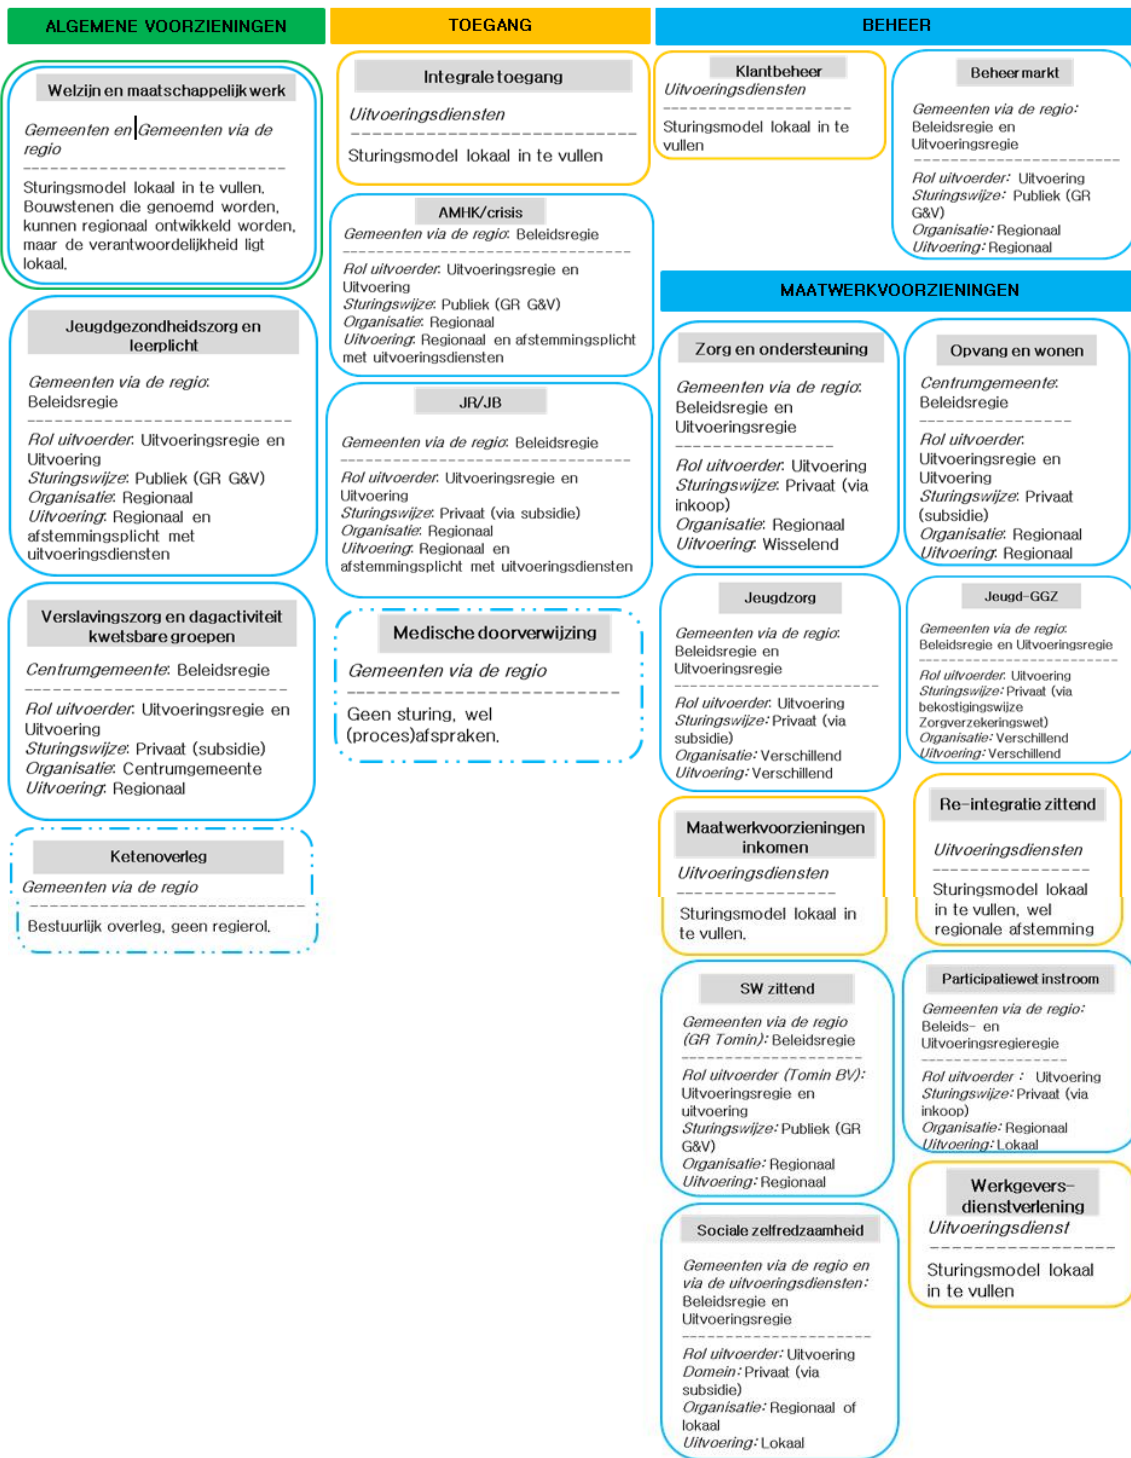 ALGEMENE VOORZIENINGEN
Welzijn en maatschappelijk werk
Gemeenten en Gemeenten via de
regio
Sturingsmodel lokaal in te vullen.
Bouwstenen die genoemd worden,
kunnen regionaal ontwikkeld worden,
maar de verantwoordelijkheid ligt
lokaal.
Jeugdgezondheidszorg en
leerplicht
Gemeenten via de regio:
Beleidsregie
Rol uitvoerder: Uitvoeringsregie en
Uitvoering
Sturingswijze: Publiek (GR G&V)
Organisatie: Regionaal
Uitvoering: Regionaal en
afstemmingsplicht met
uitvoeringsdiensten
Verslavingszorg en dagactiviteit
kwetsbare groepen
Centrumgemeente: Beleidsregie
Rol uitvoerder: Uitvoeringsregie en
Uitvoering
Sturingswijze: Privaat (subsidie)
Organisatie: Centrumgemeente
Uitvoering: Regionaal
Ketenoverleg
Gemeenten via de regio
Bestuurlijk overleg, geen regierol.
TOEGANG
Integrale toegang
Uitvoeringsdiensten
Sturingsmodel lokaal in te vullen
AMHK/crisis
Gemeenten via de regio: Beleidsregie
Rol uitvoerder: Uitvoeringsregie en
Uitvoering
Sturingswijze: Publiek (GR G&V)
Organisatie: Regionaal
Uitvoering: Regionaal en afstemmingsplicht
met uitvoeringsdiensten
JR/JB
Gemeenten via de regio: Beleidsregie
Rol uitvoerder: Uitvoeringsregie en
Uitvoering
Sturingswijze: Privaat (via subsidie)
Organisatie: Regionaal
Uitvoering: Regionaal en
afstemmingsplicht met uitvoeringsdiensten
Medische doorverwijzing
Gemeenten via de regio
Geen sturing, wel
(proces)afspraken.
BEHEER
Klantbeheer
Uitvoeringsdiensten
Sturingsmodel lokaal in te
vullen
Beheer markt
Gemeenten via de regio:
Beleidsregie en
Uitvoeringsregie
Rol uitvoerder: Uitvoering
Sturingswijze: Publiek (GR
G&V)
Organisatie: Regionaal
Uitvoering: Regionaal
MAATWERKVOORZIENINGEN
Zorg en ondersteuning
Gemeenten via de regio:
Beleidsregie en
Uitvoeringsregie
Rol uitvoerder: Uitvoering
Sturingswijze: Privaat (via
inkoop)
Organisatie: Regionaal
Uitvoering: Wisselend
Opvang en wonen
Centrumgemeente:
Beleidsregie
Rol uitvoerder:
Uitvoeringsregie en
Uitvoering
Sturingswijze: Privaat
(subsidie)
Organisatie: Regionaal
Uitvoering: Regionaal
Jeugdzorg
Gemeenten via de regio:
Beleidsregie en
Uitvoeringsregie
Rol uitvoerder: Uitvoering
Sturingswijze: Privaat (via
subsidie)
Organisatie: Verschillend
Uitvoering: Verschillend
Jeugd-GGZ
Gemeenten via de regio:
Beleidsregie en Uitvoeringsregie
Rol uitvoerder: Uitvoering
Sturingswijze: Privaat (via
bekostigingswijze
Zorgverzekeringswet)
Organisatie: Verschillend
Uitvoering: Verschillend
Maatwerkvoorzieningen
inkomen
Uitvoeringsdiensten
Sturingsmodel lokaal in
te vullen.
Re-integratie zittend
Uitvoeringsdiensten
Sturingsmodel lokaal
in te vullen, wel
regionale afstemming
SW zittend
Gemeenten via de regio
(GR Tomin): Beleidsregie
Rol uitvoerder (Tomin BV):
Uitvoeringsregie en
uitvoering
Sturingswijze: Publiek (GR
G&V)
Organisatie: Regionaal
Uitvoering: Regionaal
Participatiewet instroom
Gemeenten via de regio:
Beleids- en
Uitvoeringsregieregie
Rol uitvoerder : Uitvoering
Sturingswijze: Privaat (via
inkoop)
Organisatie: Regionaal
Uitvoering: Lokaal
Werkgevers-
dienstverlening
Uitvoeringsdienst
Sturingsmodel lokaal
in te vullen
Sociale zelfredzaamheid
Gemeenten via de regio en
via de uitvoeringsdiensten:
Beleidsregie en
Uitvoeringsregie
Rol uitvoerder: Uitvoering
Domein: Privaat (via
subsidie)
Organisatie: Regionaal of
lokaal
Uitvoering: Lokaal